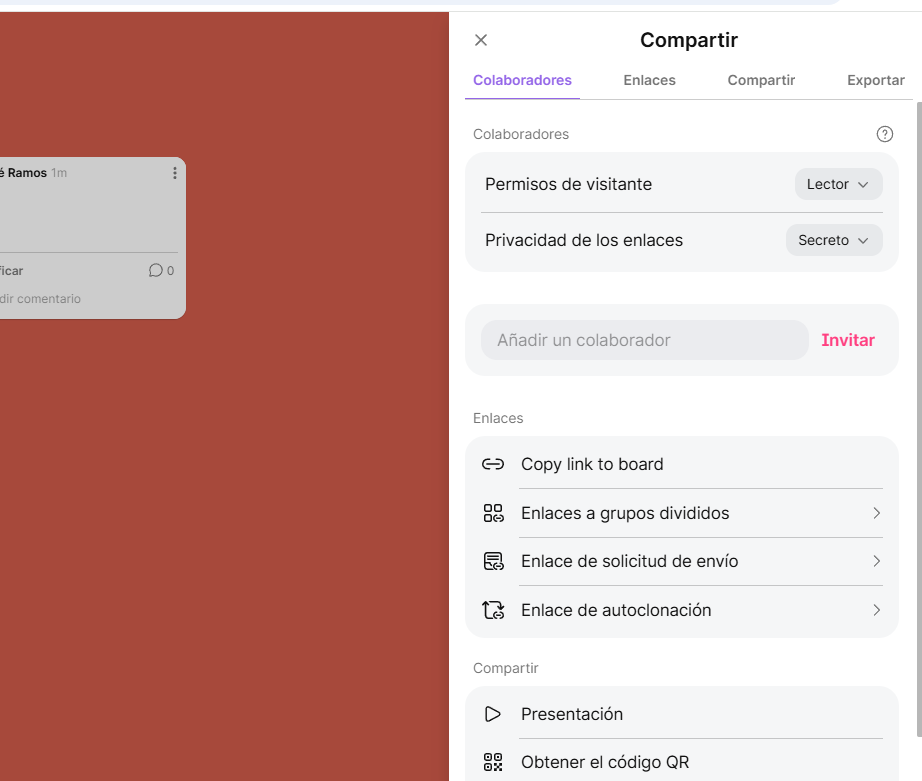 Compartir
Colaboradores Enlaces Compartir Exportar
é Ramos 1m
ficar 0
dir comentario
Colaboradores
Permisos de visitante Lector
Privacidad de los enlaces Secreto
Añadir un colaborador Invitar
Enlaces
Copy link to board
Enlaces a grupos divididos
Enlace de solicitud de envío
Enlace de autoclonación
Compartir
Presentación
Obtener el código QR